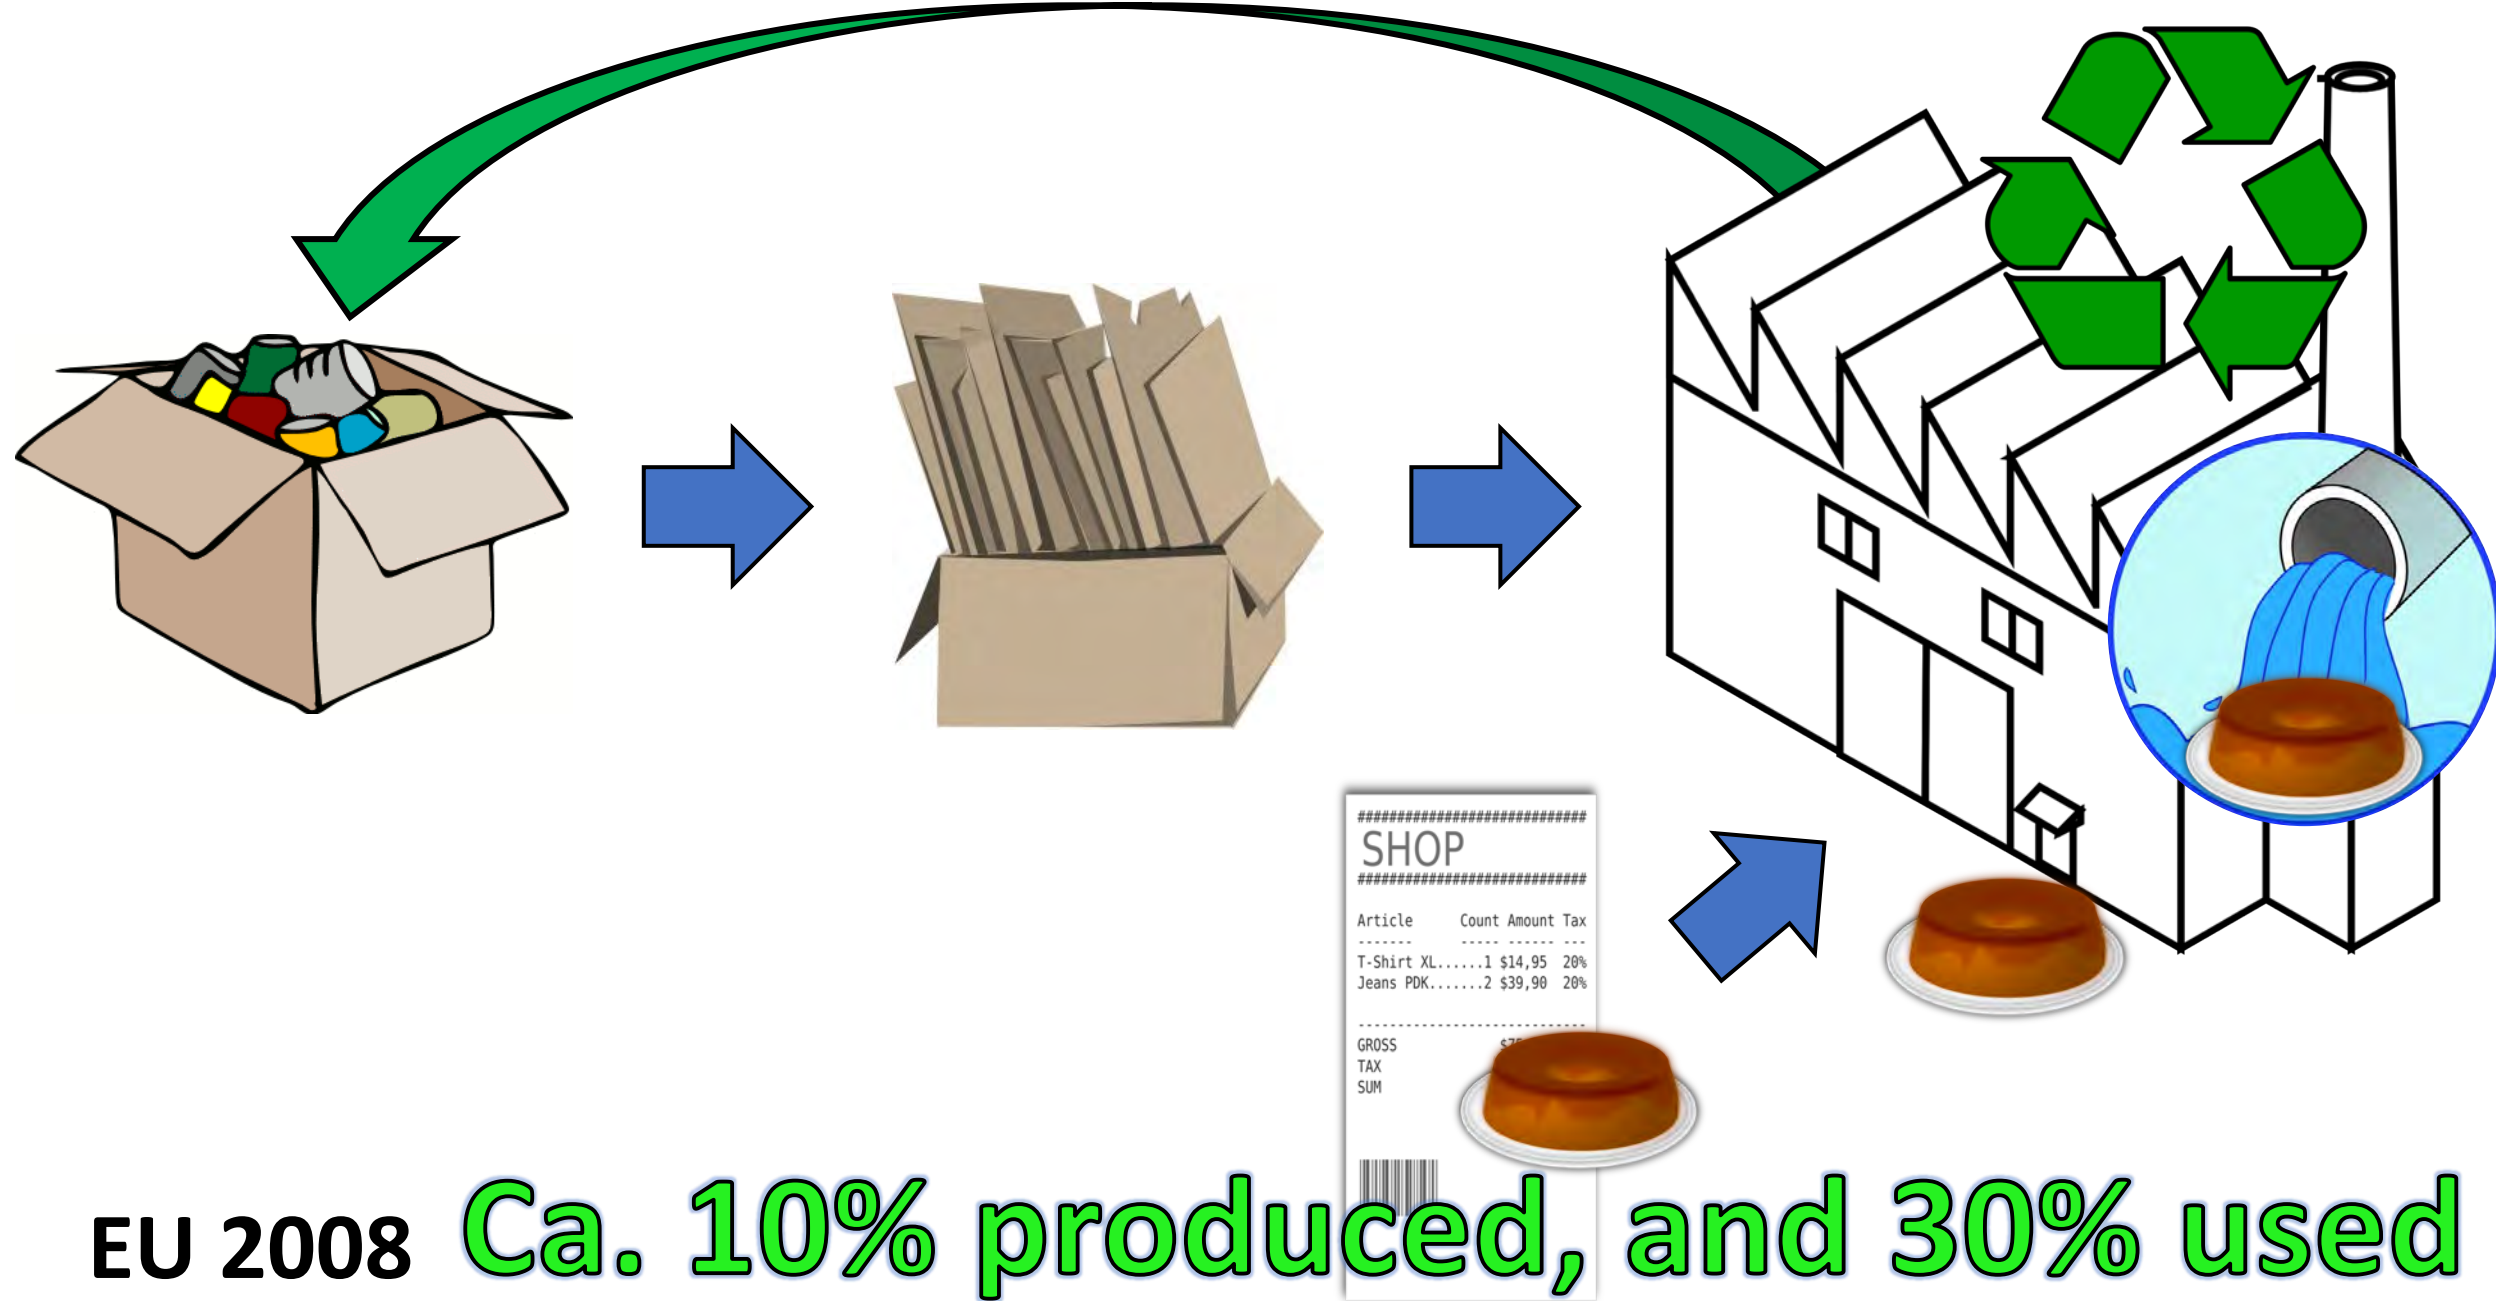 ############################
SHOP
############################
Article Count Amount Tax
------- ----- ------ ---
T-Shirt XL......1 $14,95 20%
Jeans PDK.......2 $39,90 20%
----------------------------
GROSS
TAX
SUM
EU 2008 Ca. 10% produced, and 30% used